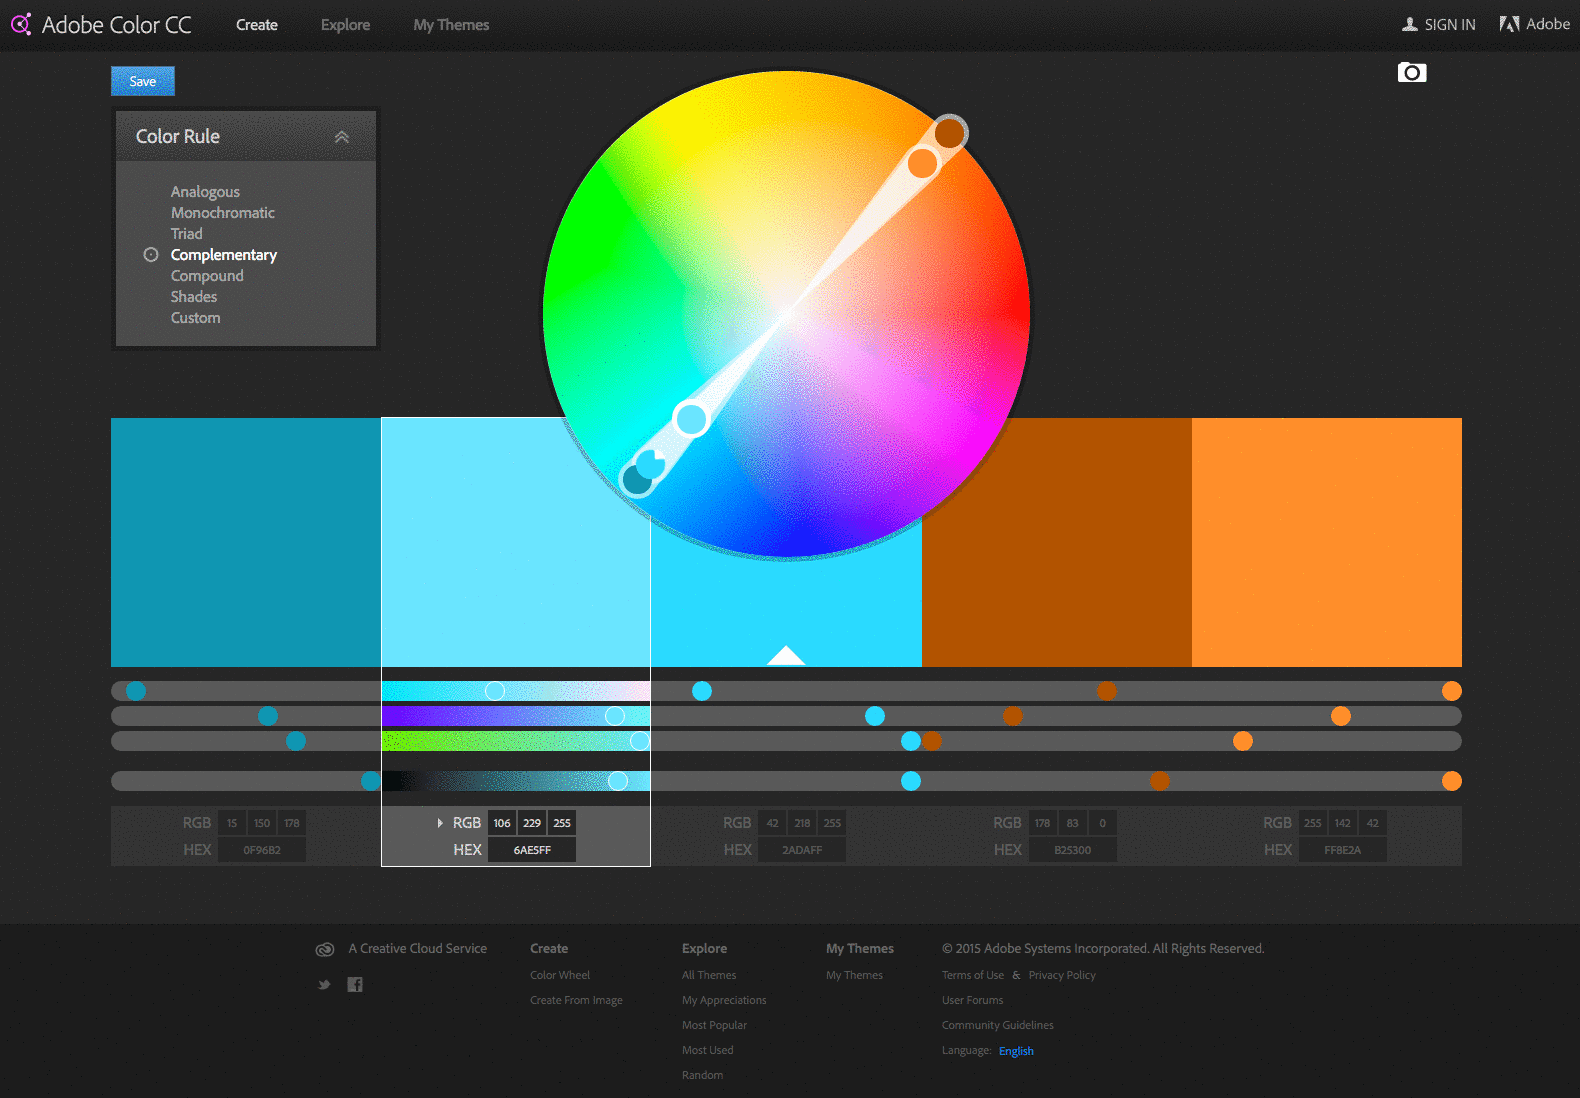 Adobe Color CC
Create
Explore
My Themes
SIGN IN
Adobe
Save
Color Rule
Analogous
Monochromatic
Triad
Complementary
Compound
Shades
Custom
RGB 15 150 178
HEX 0F96B2
RGB 106 229 255
HEX 6AE5FF
RGB 42 218 255
HEX 2ADAFF
RGB 178 83 0
HEX B25300
RGB 255 142 42
HEX FF8E2A
A Creative Cloud Service
Create
Color Wheel
Create From Image
Explore
All Themes
My Appreciations
Most Popular
Most Used
Random
My Themes
My Themes
© 2015 Adobe Systems Incorporated. All Rights Reserved.
Terms of Use & Privacy Policy
User Forums
Community Guidelines
Language: English